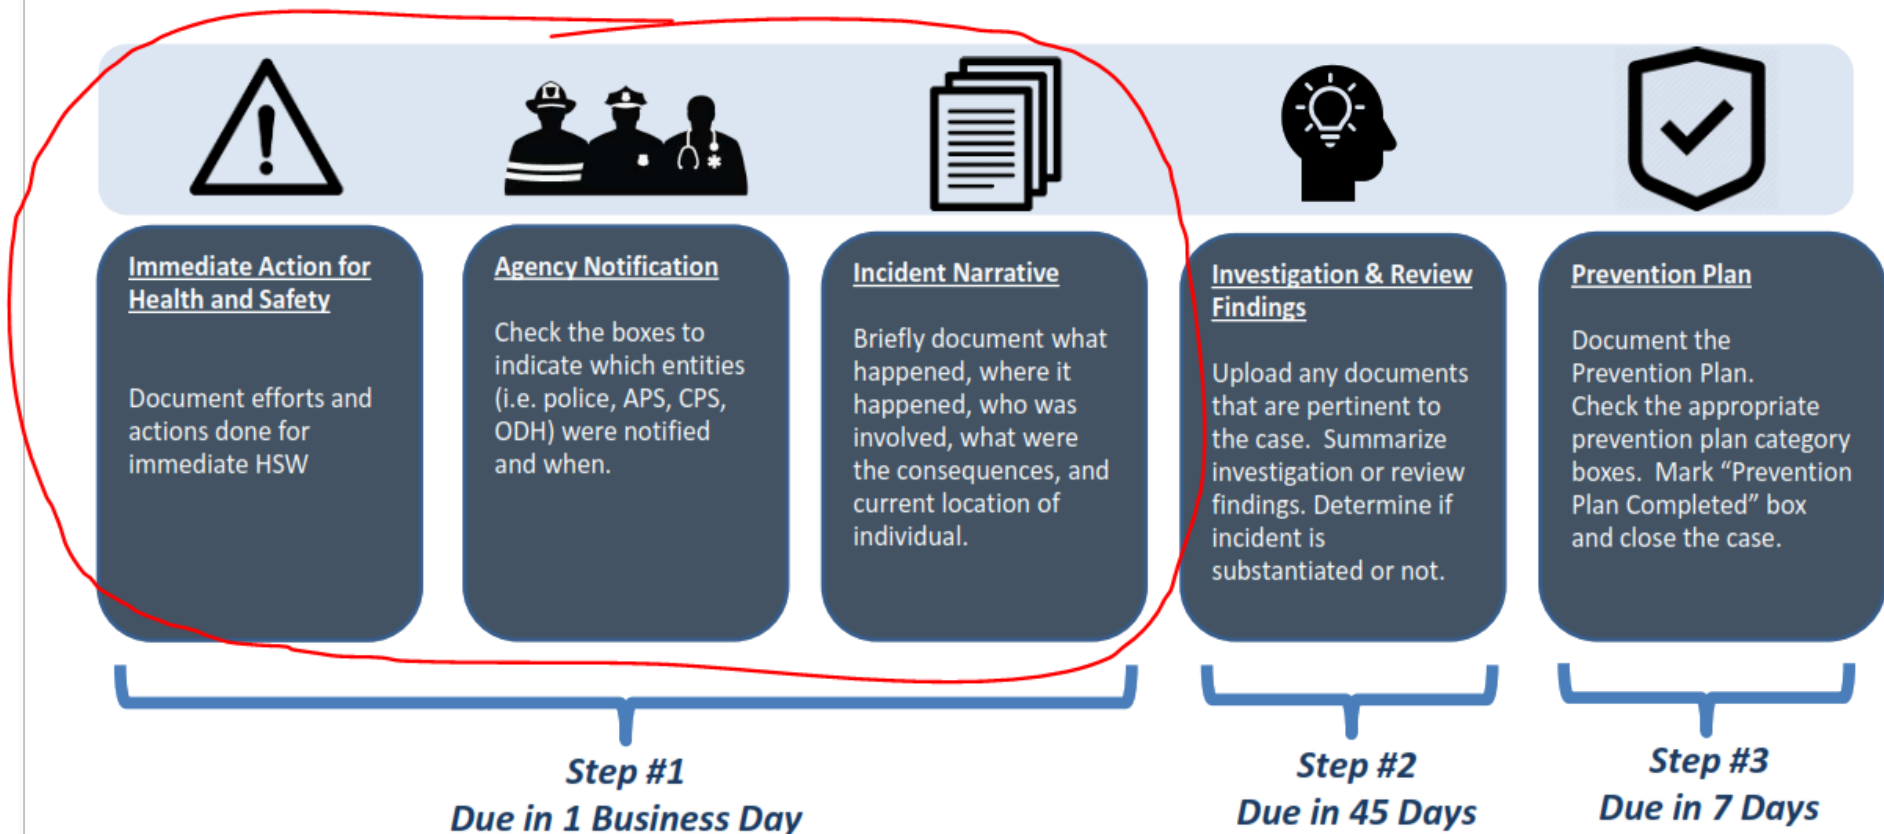 Immediate Action for
Health and Safety
Document efforts and
actions done for
immediate HSW
Agency Notification
Check the boxes to
indicate which entities
(i.e. police, APS, CPS,
ODH) were notified
and when.
Incident Narrative
Briefly document what
happened, where it
happened, who was
involved, what were
the consequences, and
current location of
individual.
Investigation & Review
Findings
Upload any documents
that are pertinent to
the case.  Summarize
investigation or review
findings. Determine if
incident is
substantiated or not.
Prevention Plan
Document the
Prevention Plan.
Check the appropriate
prevention plan category
boxes.  Mark “Prevention
Plan Completed” box
and close the case.
Step #1
Due in 1 Business Day
Step #2
Due in 45 Days
Step #3
Due in 7 Days